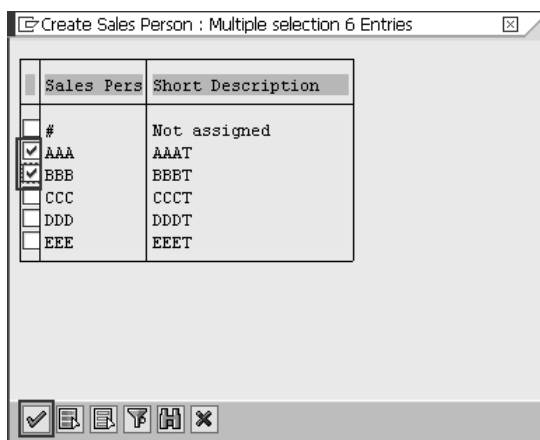 Create Sales Person : Multiple selection 6 Entries
Sales Pers Short Description
# Not assigned
AAA AAAT
BBB BBBT
CCC CCCT
DDD DDDT
EEE EEET